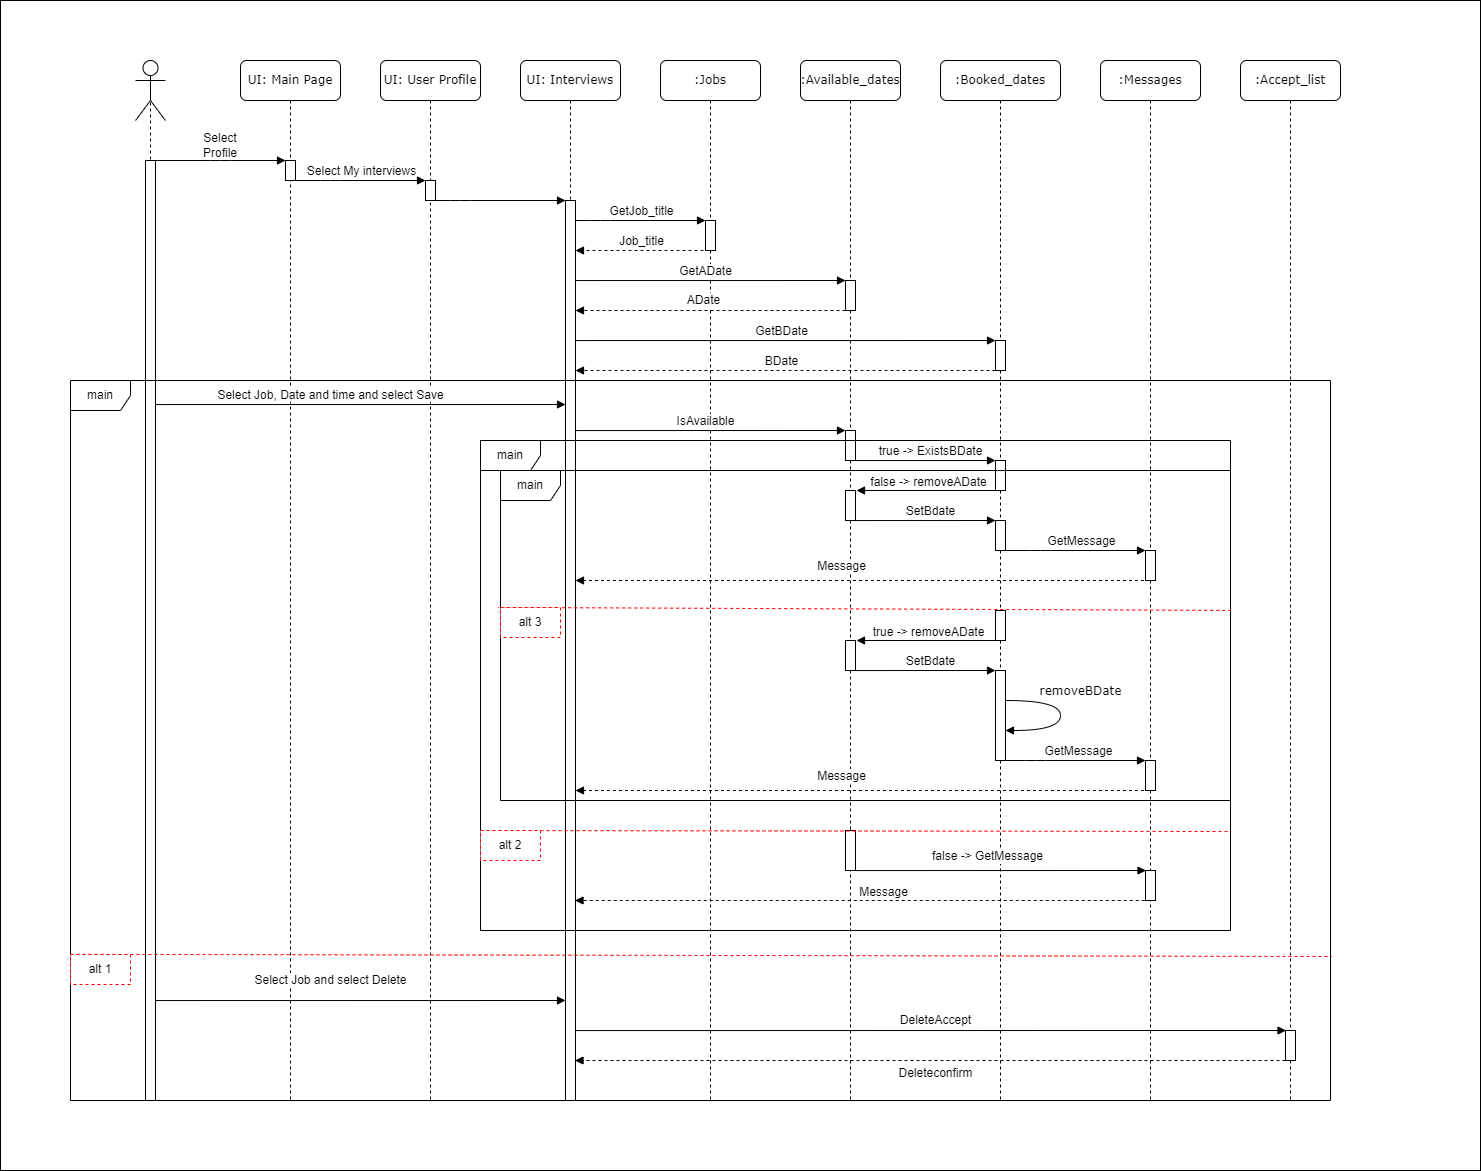 UI: Main Page
UI: User Profile
UI: Interviews
:Jobs
:Available_dates
:Booked_dates
:Messages
:Accept_list
Select
Profile
Select My interviews
GetJob_title
Job_title
GetADate
ADate
GetBDate
BDate
main
Select Job, Date and time and select Save
IsAvailable
main
true -> ExistsBDate
main
false -> removeADate
SetBdate
GetMessage
Message
alt 3
true -> removeADate
SetBdate
removeBDate
GetMessage
Message
alt 2
false -> GetMessage
Message
alt 1
Select Job and select Delete
DeleteAccept
Deleteconfirm